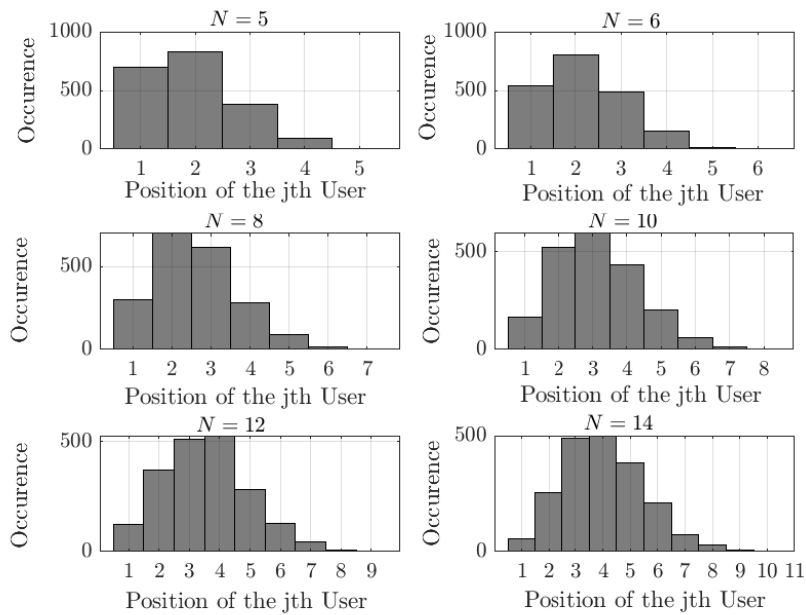 N = 5
1000
500
0
Occurence
1 2 3 4 5
Position of the jth User
N = 6
1000
500
0
Occurence
1 2 3 4 5 6
Position of the jth User
N = 8
500
0
Occurence
1 2 3 4 5 6 7
Position of the jth User
N = 10
500
0
Occurence
1 2 3 4 5 6 7 8
Position of the jth User
N = 12
500
0
Occurence
1 2 3 4 5 6 7 8 9
Position of the jth User
N = 14
500
0
Occurence
1 2 3 4 5 6 7 8 9 10 11
Position of the jth User